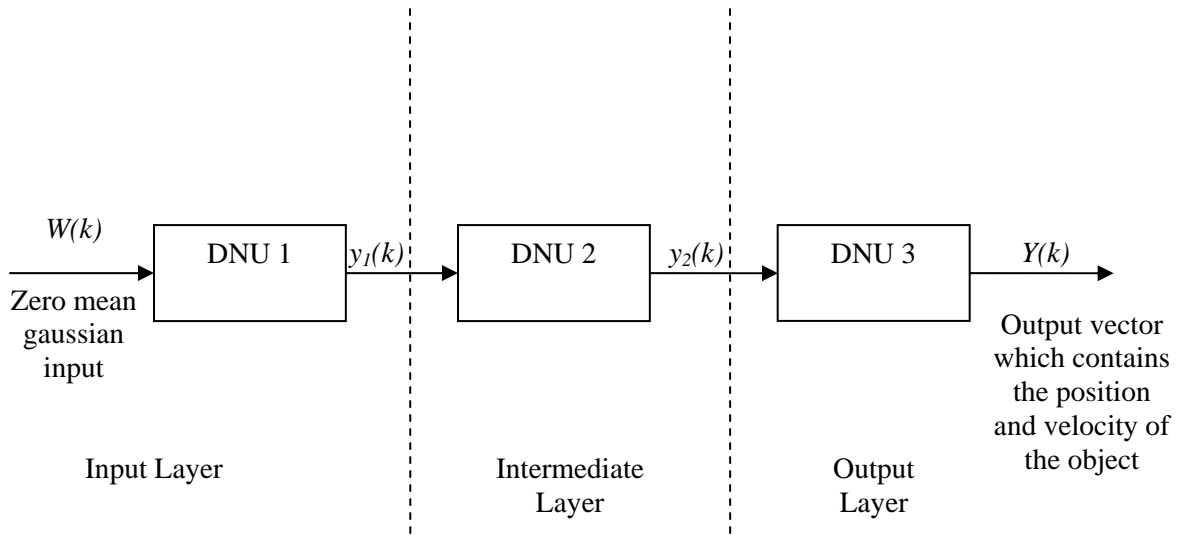 W(k)
Zero mean
gaussian
input
DNU 1
y₁(k)
DNU 2
y₂(k)
DNU 3
Y(k)
Output vector
which contains
the position
and velocity of
the object
Input Layer
Intermediate
Layer
Output
Layer